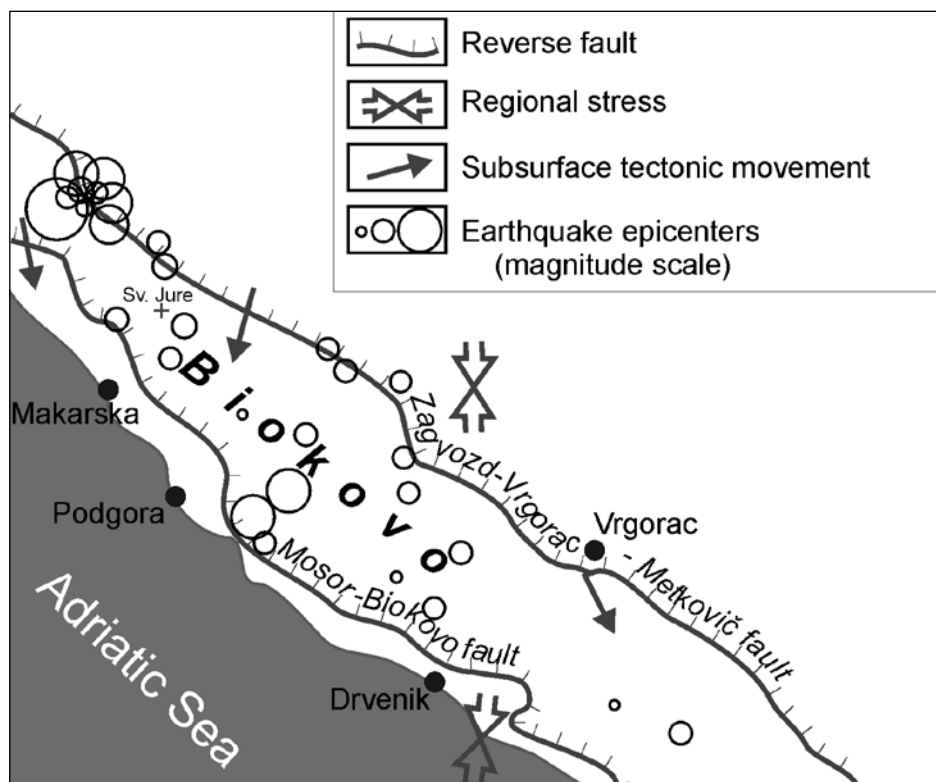 Reverse fault
Regional stress
Subsurface tectonic movement
Earthquake epicenters
(magnitude scale)
Sv. Jure
Biokovo
Makarska
Zagvozd-Vrgorac - Metkovič fault
Podgora
Vrgorac
Mosor-Biokovo fault
Adriatic Sea
Drvenik